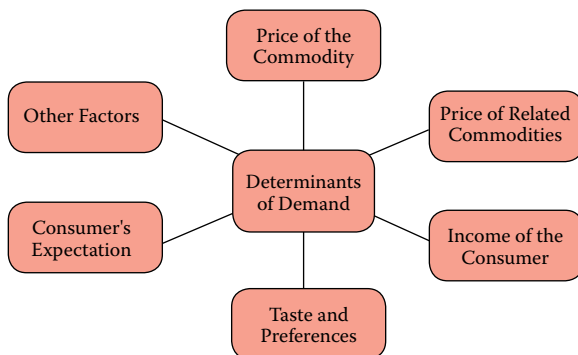 Price of the
Commodity
Other Factors
Price of Related
Commodities
Determinants
of Demand
Consumer's
Expectation
Income of the
Consumer
Taste and
Preferences